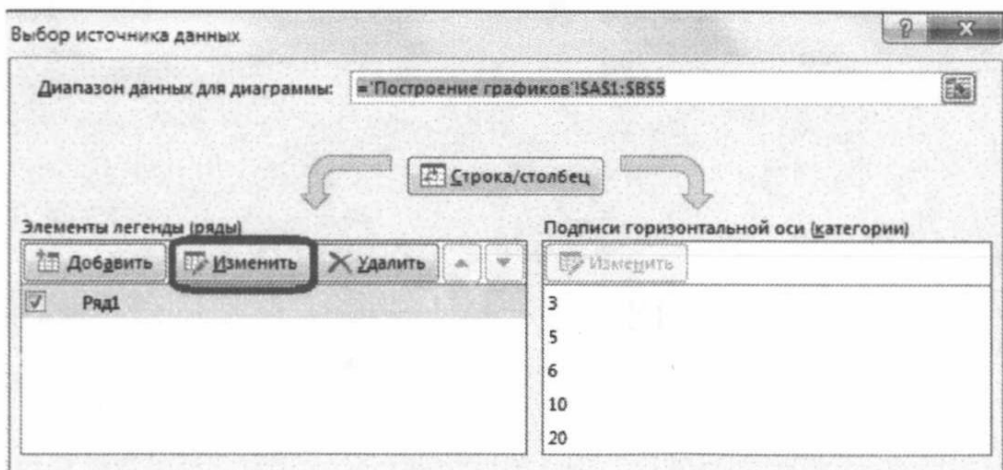 Выбор источника данных
Диапазон данных для диаграммы: ='Построение графиков'!$A$1:$B$5
Строка/столбец
Элементы легенды (ряды)
Подписи горизонтальной оси (категории)
Добавить Изменить Удалить
Изменить
Ряд1
3
5
6
10
20